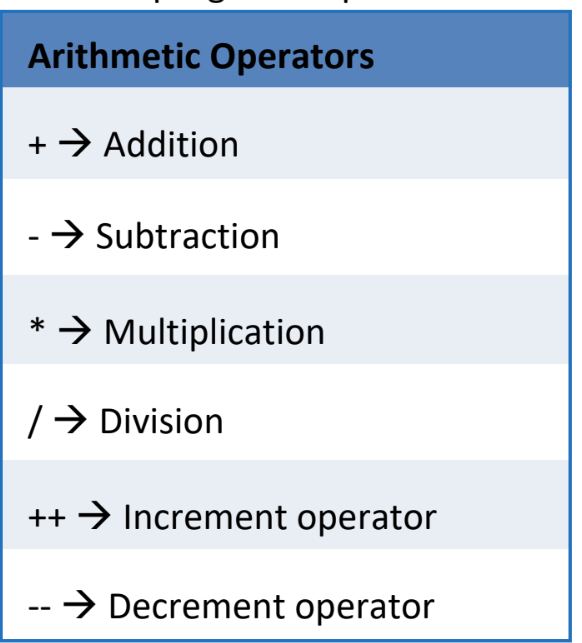 Arithmetic Operators
+ → Addition
- → Subtraction
* → Multiplication
/ → Division
++ → Increment operator
-- → Decrement operator